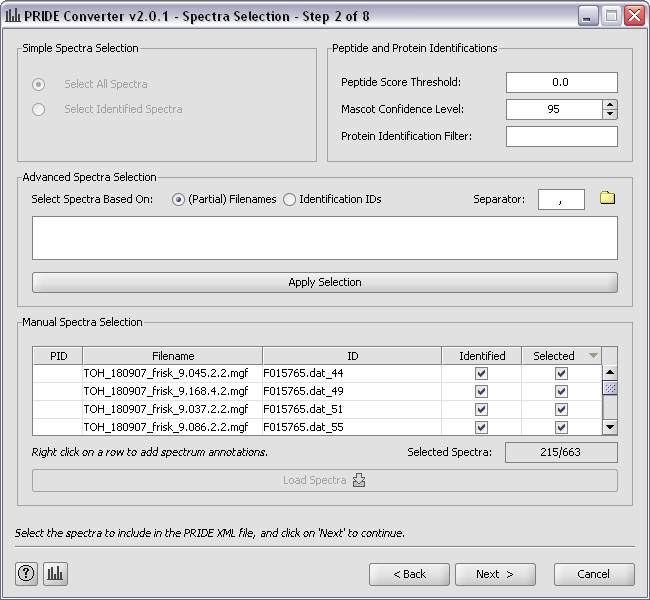 PRIDE Converter v2.0.1 - Spectra Selection - Step 2 of 8
Simple Spectra Selection
Select All Spectra
Select Identified Spectra
Peptide and Protein Identifications
Peptide Score Threshold: 0.0
Mascot Confidence Level: 95
Protein Identification Filter:
Advanced Spectra Selection
Select Spectra Based On: (Partial) Filenames Identification IDs Separator: ,
Apply Selection
Manual Spectra Selection
PID Filename ID Identified Selected
TOH_180907_frisk_9.045.2.2.mgf F015765.dat_44
TOH_180907_frisk_9.168.4.2.mgf F015765.dat_49
TOH_180907_frisk_9.037.2.2.mgf F015765.dat_51
TOH_180907_frisk_9.086.2.2.mgf F015765.dat_55
Right click on a row to add spectrum annotations. Selected Spectra: 215/663
Load Spectra
Select the spectra to include in the PRIDE XML file, and click on 'Next' to continue.
? < Back Next > Cancel